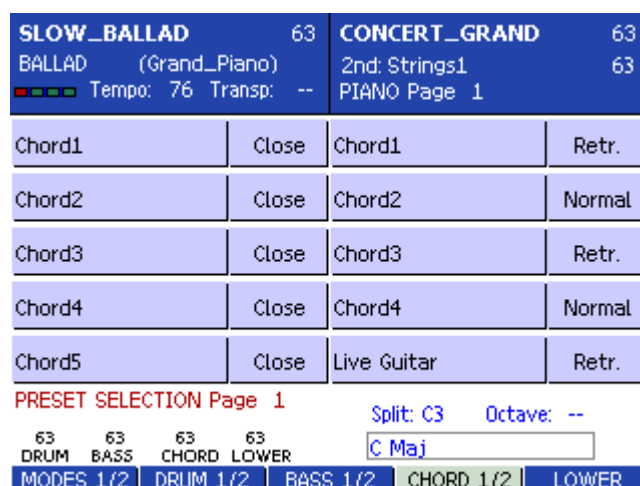 SLOW_BALLAD 63 CONCERT_GRAND 63
BALLAD (Grand_Piano) 2nd: Strings1 63
Tempo: 76 Transp: -- PIANO Page 1
Chord1 Close Chord1 Retr.
Chord2 Close Chord2 Normal
Chord3 Close Chord3 Retr.
Chord4 Close Chord4 Normal
Chord5 Close Live Guitar Retr.
PRESET SELECTION Page 1
Split: C3 Octave: --
63 63 63 63
DRUM BASS CHORD LOWER
C Maj
MODES 1/2 DRUM 1/2 BASS 1/2 CHORD 1/2 LOWER